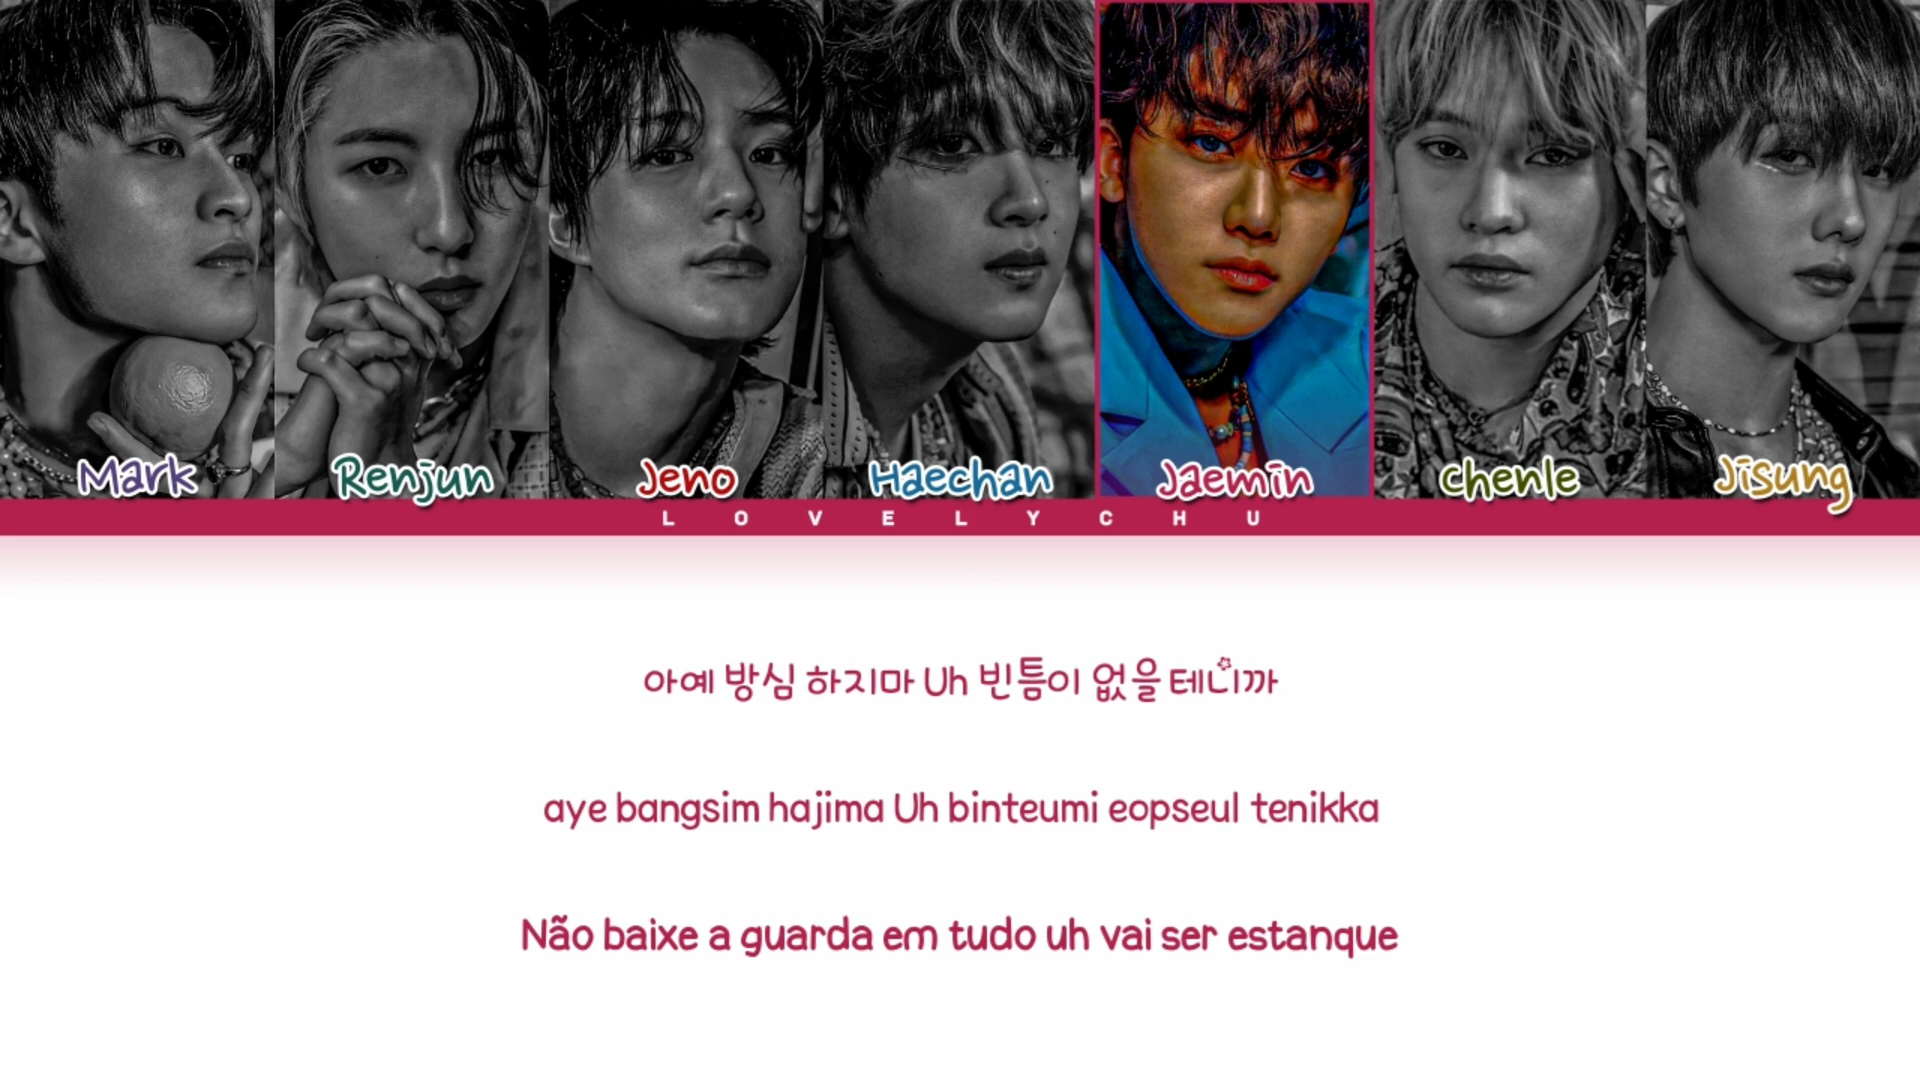 Mark Renjun Jeno Haechan Jaemin Chenle Jisung
LOVELYCHU
아예 방심 하지마 Uh 빈틈이 없을 테니까
aye bangsim hajima Uh binteumi eopseul tenikka
Não baixe a guarda em tudo uh vai ser estanque